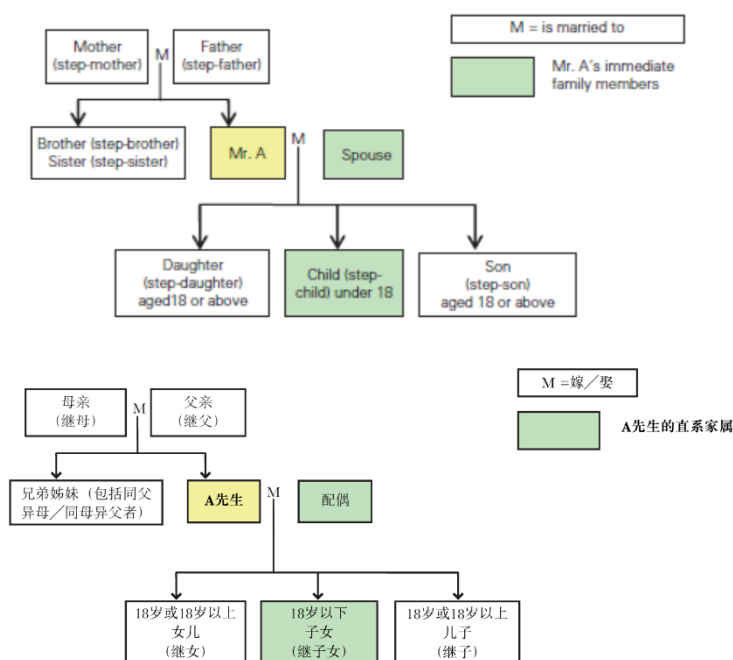 Mother
(step-mother)
M
Father
(step-father)
M = is married to
Mr. A's immediate
family members
Brother (step-brother)
Sister (step-sister)
Mr. A
M
Spouse
Daughter
(step-daughter)
aged18 or above
Child (step-
child) under 18
Son
(step-son)
aged 18 or above
母亲
(继母)
M
父亲
(继父)
M =嫁／娶
A先生的直系家属
兄弟姊妹（包括同父
异母／同母异父者）
A先生
M
配偶
18岁或18岁以上
女儿
(继女)
18岁以下
子女
(继子女)
18岁或18岁以上
儿子
(继子)